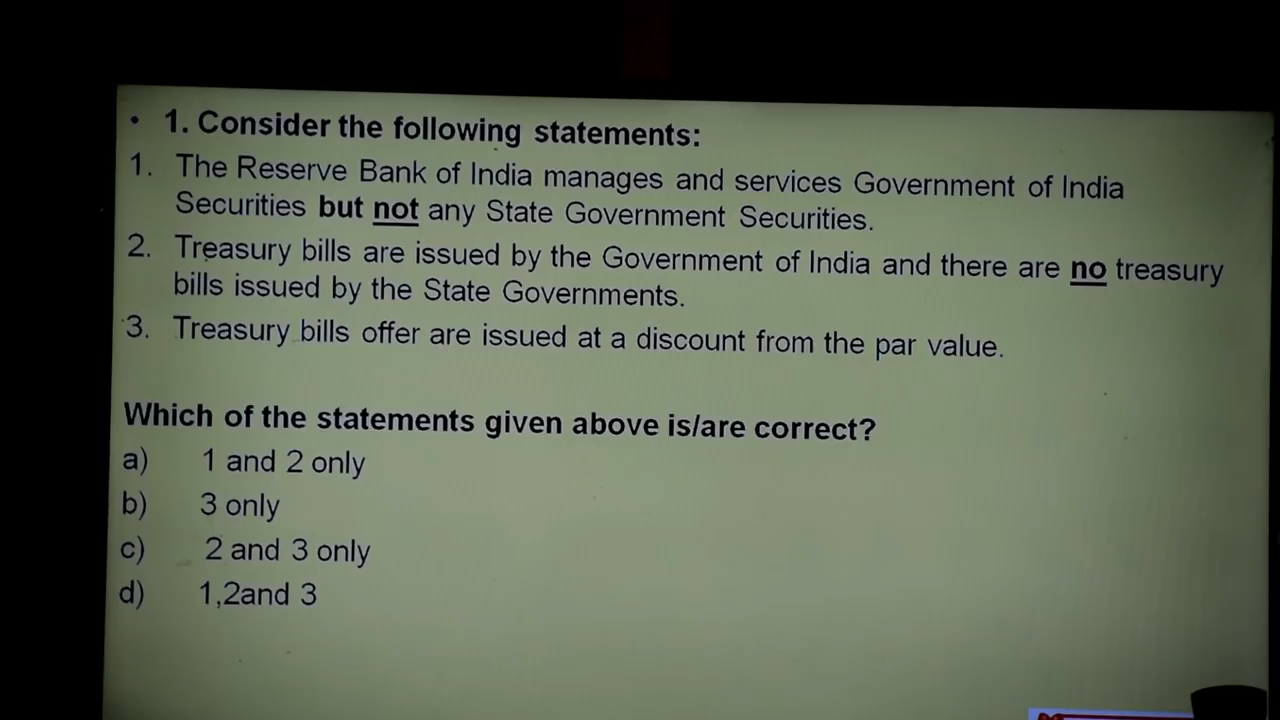 • 1. Consider the following statements:
1. The Reserve Bank of India manages and services Government of India
Securities but not any State Government Securities.
2. Treasury bills are issued by the Government of India and there are no treasury
bills issued by the State Governments.
3. Treasury bills offer are issued at a discount from the par value.
Which of the statements given above is/are correct?
a) 1 and 2 only
b) 3 only
c) 2 and 3 only
d) 1,2and 3